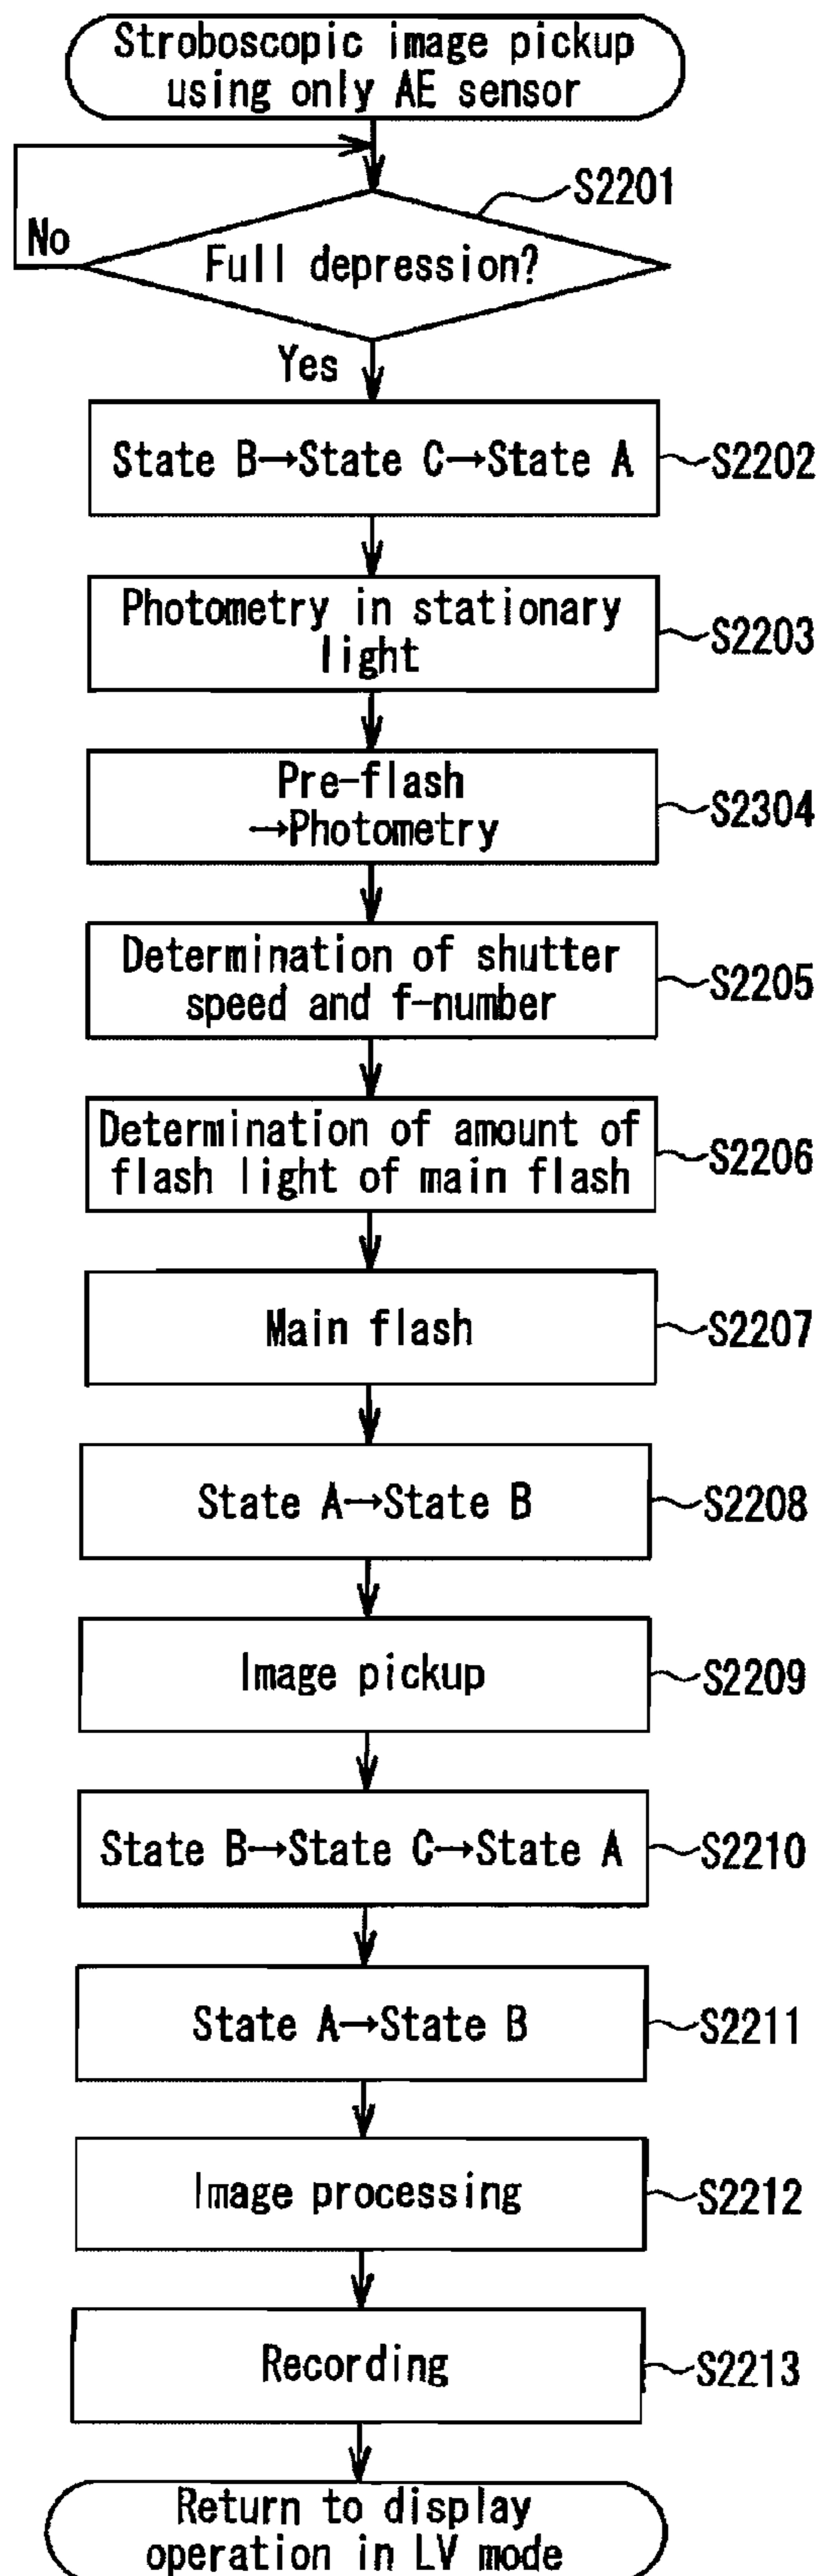 Stroboscopic image pickup
using only AE sensor
S2201
No
Full depression?
Yes
State B→State C→State A
S2202
Photometry in stationary
light
S2203
Pre-flash
→Photometry
S2304
Determination of shutter
speed and f-number
S2205
Determination of amount of
flash light of main flash
S2206
Main flash
S2207
State A→State B
S2208
Image pickup
S2209
State B→State C→State A
S2210
State A→State B
S2211
Image processing
S2212
Recording
S2213
Return to display
operation in LV mode